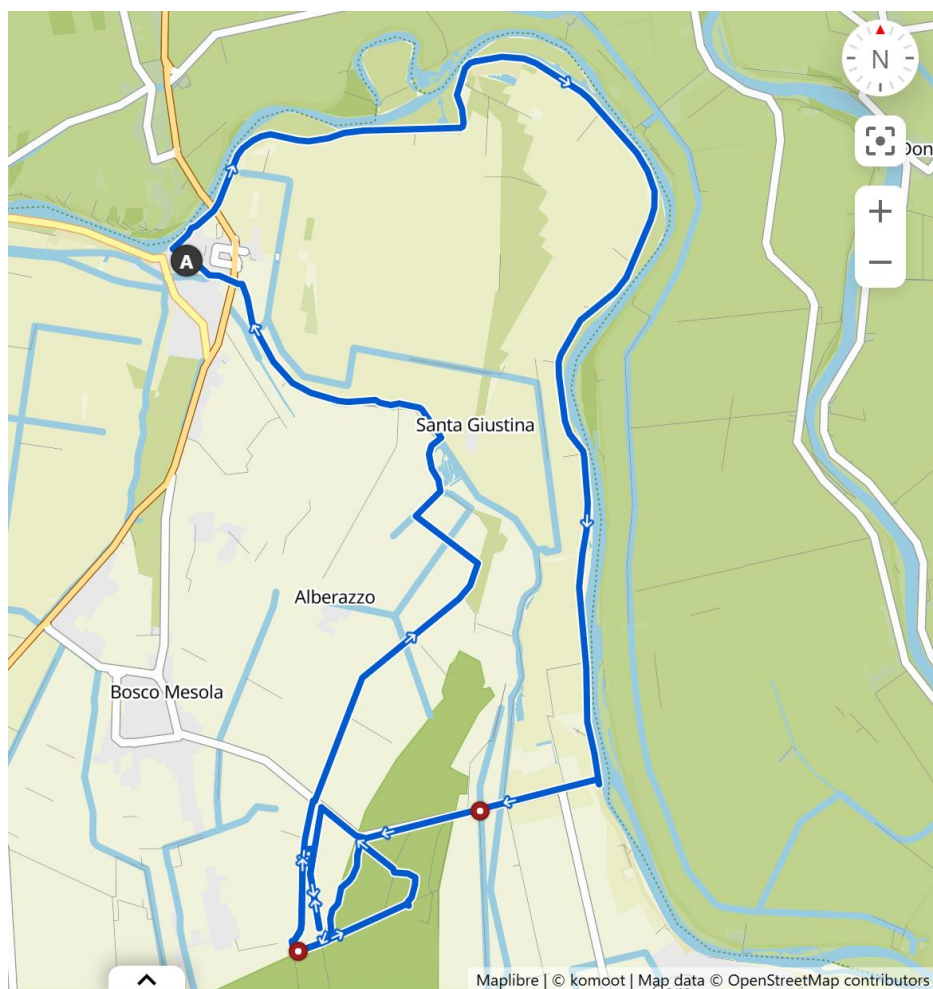 N
Don
+
−
A
Santa Giustina
Alberazzo
Bosco Mesola
Maplibre | © komoot | Map data © OpenStreetMap contributors